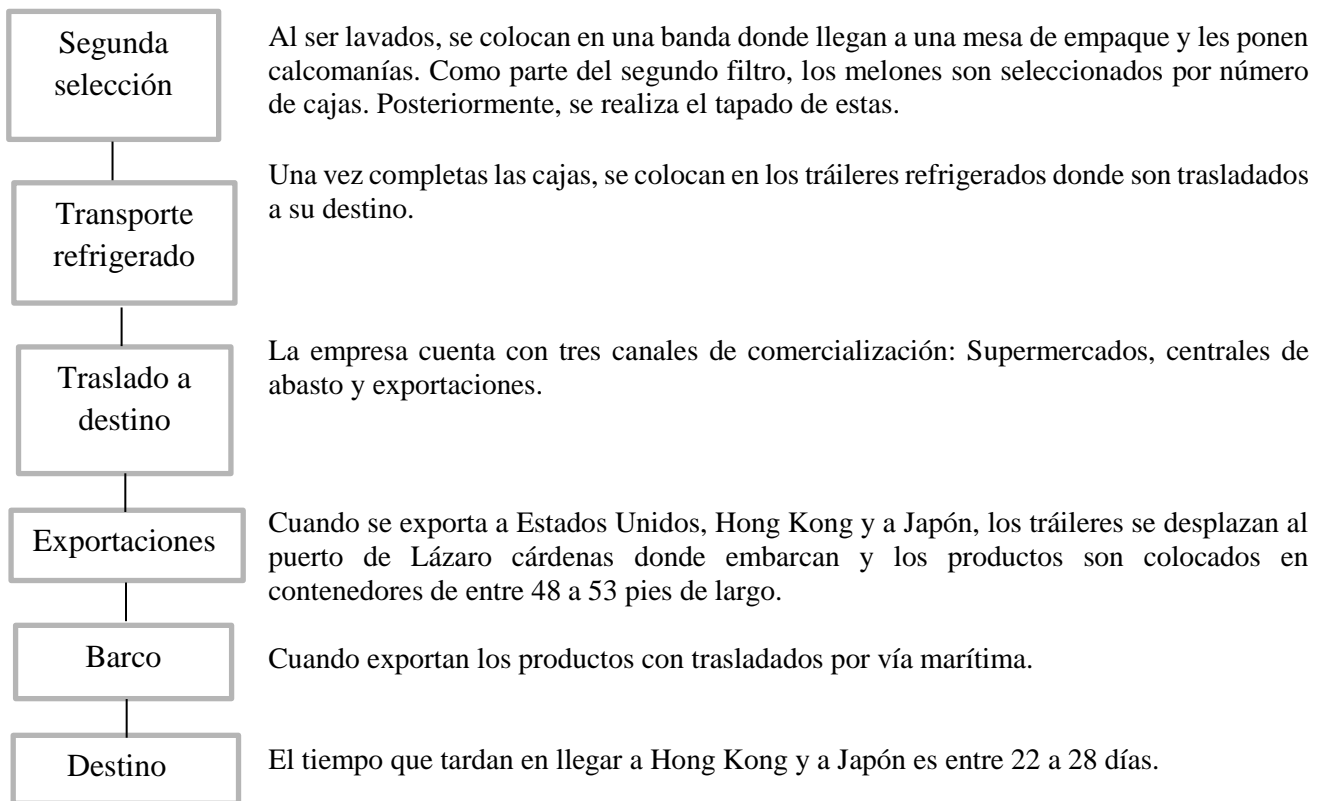 Segunda
selección
Al ser lavados, se colocan en una banda donde llegan a una mesa de empaque y les ponen
calcomanías. Como parte del segundo filtro, los melones son seleccionados por número
de cajas. Posteriormente, se realiza el tapado de estas.
Transporte
refrigerado
Una vez completas las cajas, se colocan en los tráileres refrigerados donde son trasladados
a su destino.
Traslado a
destino
La empresa cuenta con tres canales de comercialización: Supermercados, centrales de
abasto y exportaciones.
Exportaciones
Cuando se exporta a Estados Unidos, Hong Kong y a Japón, los tráileres se desplazan al
puerto de Lázaro cárdenas donde embarcan y los productos son colocados en
contenedores de entre 48 a 53 pies de largo.
Barco
Cuando exportan los productos con trasladados por vía marítima.
Destino
El tiempo que tardan en llegar a Hong Kong y a Japón es entre 22 a 28 días.